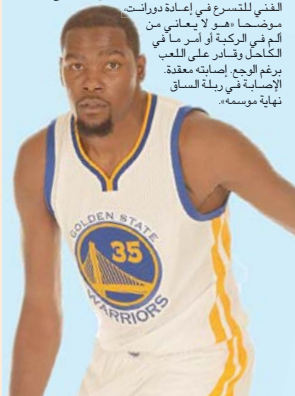 الفني للتسرع في إعادة دورانت،
موضحا «هو لا يعاني من
ألم في الركبة أو أمر ما في
الكاحل وقادر على اللعب
برغم الوجع. إصابته معقدة.
الإصابة في ربلة الساق
نهاية موسمه».
GOLDEN STATE
35
WARRIORS